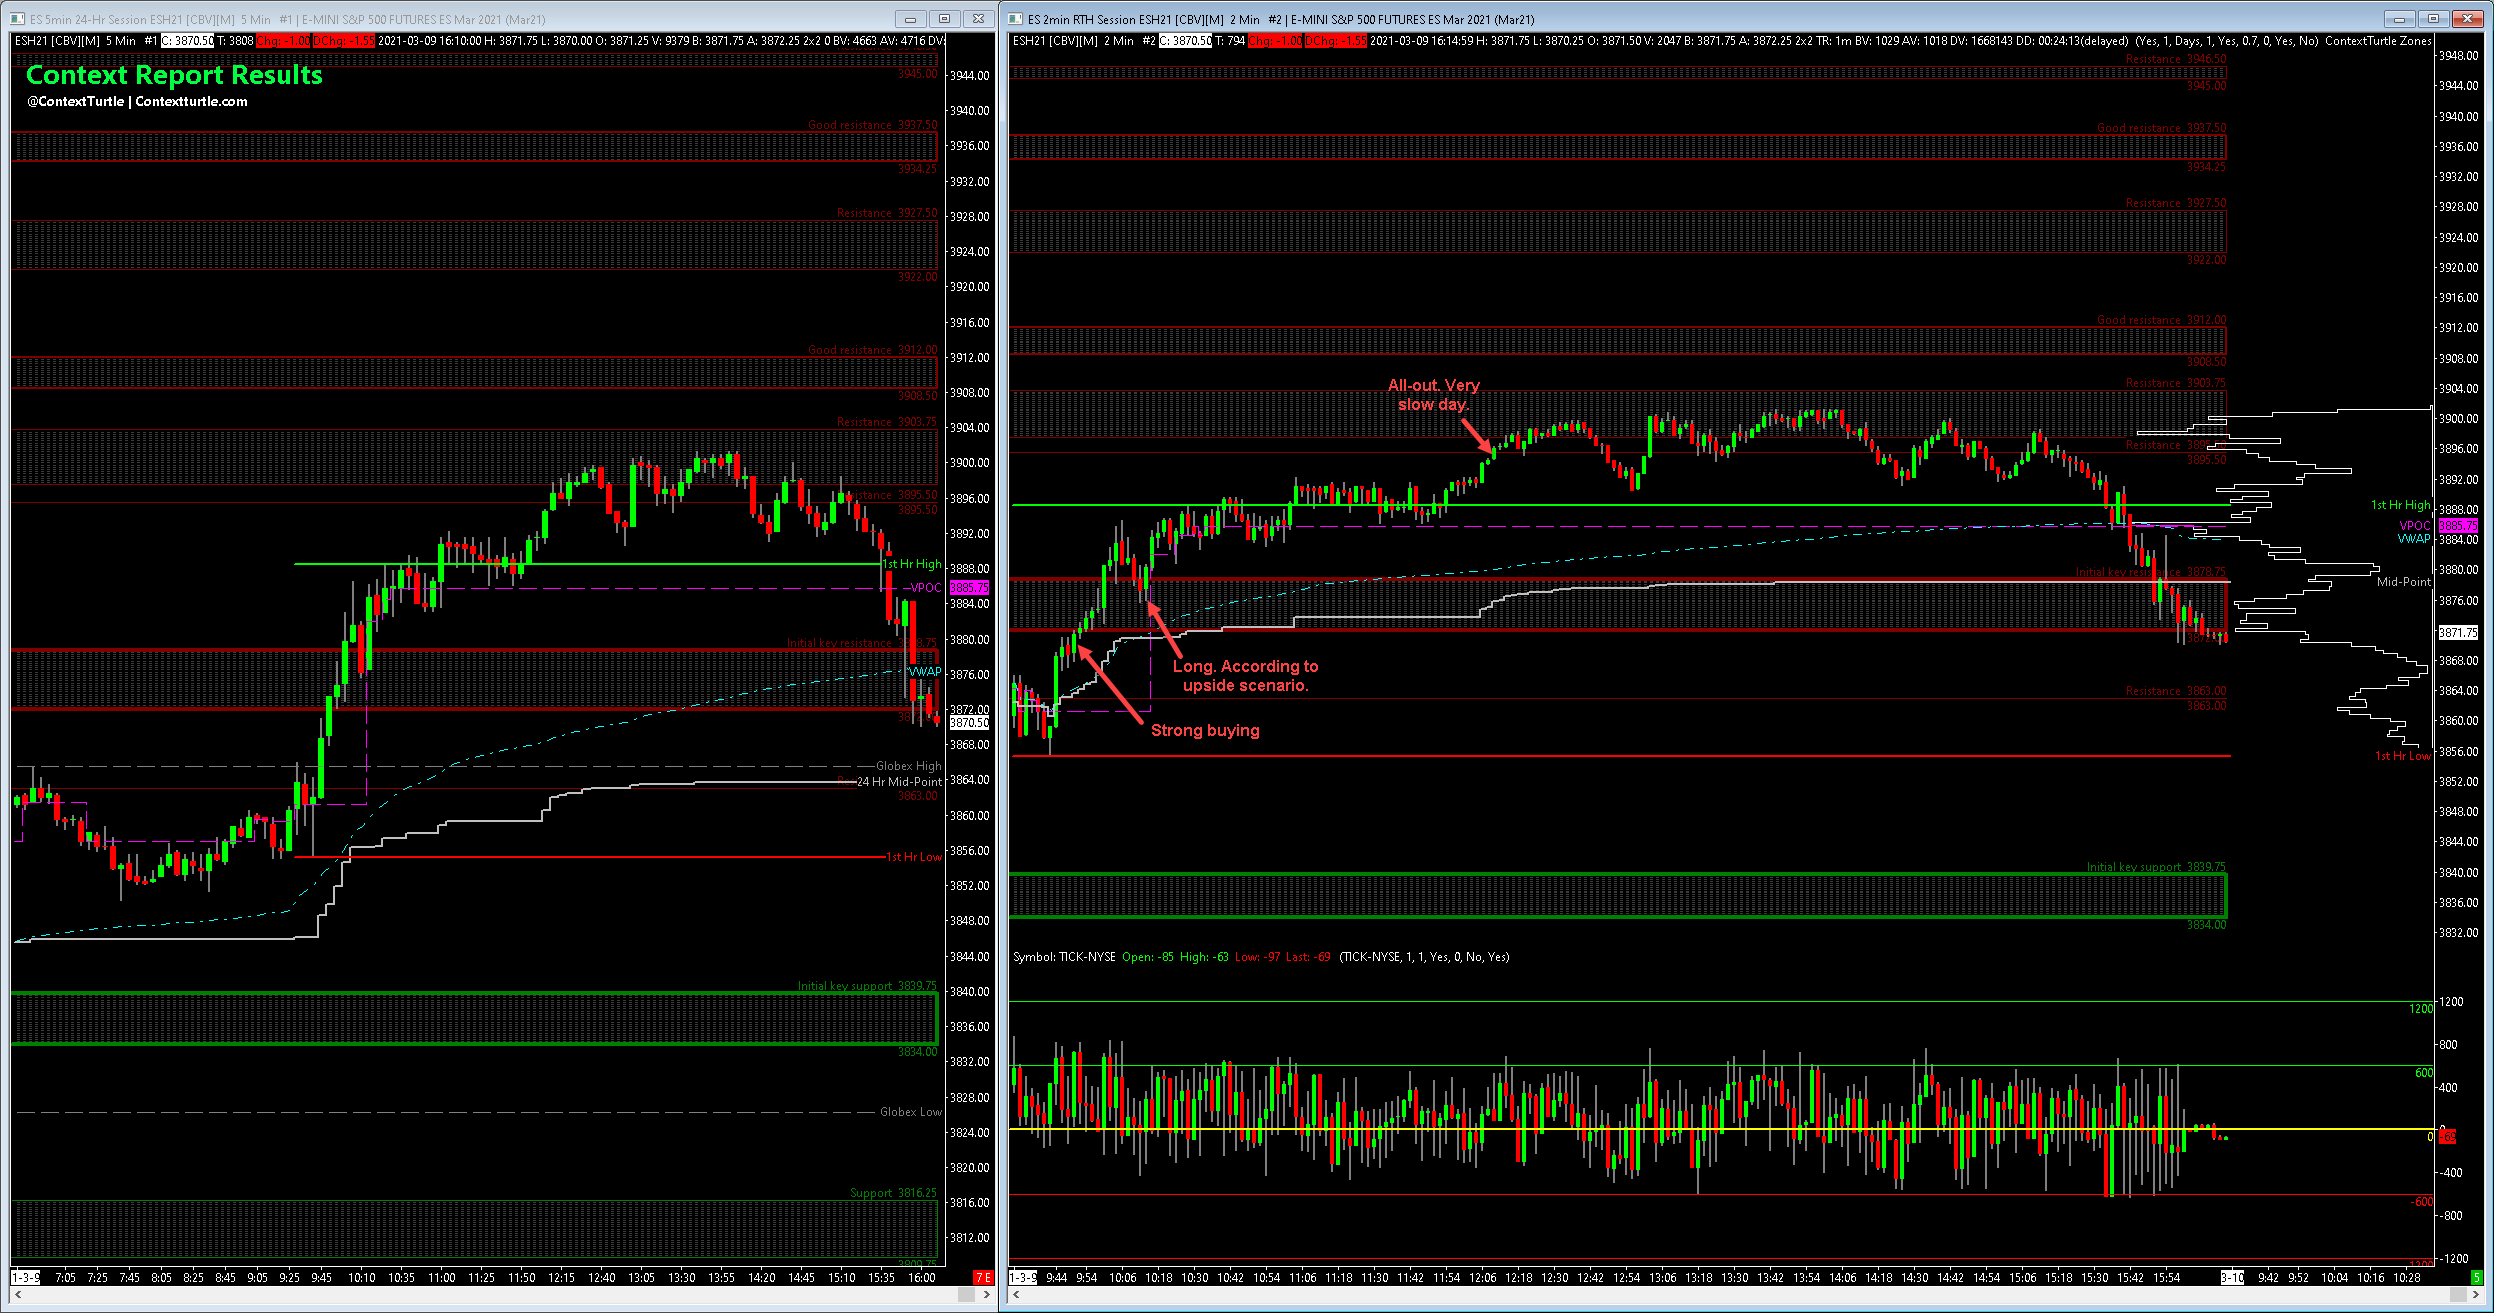 ES 5min 24-Hr Session ESH21 [CBV][M] 5 Min #1 | E-MINI S&P 500 FUTURES ES Mar 2021 (Mar21)
ESH21 [CBV][M] 5 Min #1 C: 3870.50 T: 3808 Chg: -1.00 DChg: -1.55 2021-03-09 16:10:00 H: 3871.75 L: 3870.00 O: 3871.25 V: 9379 B: 3871.75 A: 3872.25 2x2 0 BV: 4663 AV: 4716 DV:
Context Report Results
@ContextTurtle | Contextturtle.com
3945.00
Good resistance 3937.50
3934.25
Resistance 3927.50
3922.00
Good resistance 3912.00
3908.50
Resistance 3903.75
3895.50
3895.50
1st Hr High
VPOC
Initial key resistance
VWAP
Globex High
24 Hr Mid-Point
3863.00
1st Hr Low
Initial key support 3839.75
3834.00
Globex Low
Support 3816.25
3944.00
3940.00
3936.00
3932.00
3928.00
3924.00
3920.00
3916.00
3912.00
3908.00
3904.00
3900.00
3896.00
3892.00
3888.00
3885.75
3884.00
3880.00
3876.00
3872.00
3870.50
3868.00
3864.00
3860.00
3856.00
3852.00
3848.00
3844.00
3840.00
3836.00
3832.00
3828.00
3824.00
3820.00
3816.00
3812.00
1-3-9 7:05 7:25 7:45 8:05 8:25 8:45 9:05 9:25 9:45 10:10 10:35 11:00 11:25 11:50 12:15 12:40 13:05 13:30 13:55 14:20 14:45 15:10 15:35 16:00 7 E
ES 2min RTH Session ESH21 [CBV][M] 2 Min #2 | E-MINI S&P 500 FUTURES ES Mar 2021 (Mar21)
ESH21 [CBV][M] 2 Min #2 C: 3870.50 T: 794 Chg: -1.00 DChg: -1.55 2021-03-09 16:14:59 H: 3871.75 L: 3870.25 O: 3871.50 V: 2047 B: 3871.75 A: 3872.25 2x2 TR: 1m BV: 1029 AV: 1018 DV: 1668143 DD: 00:24:13(delayed) (Yes, 1, Days, 1, Yes, 0.7, 0, Yes, No) ContextTurtle Zones
Resistance 3946.50
3945.00
Good resistance 3937.50
3934.25
Resistance 3927.50
3922.00
Good resistance 3912.00
3908.50
Resistance 3903.75
All-out. Very
slow day.
Resistance
3895.50
1st Hr High
VPOC
VWAP
Initial key resistance 3878.75
Mid-Point
Long. According to
upside scenario.
Resistance 3863.00
3863.00
Strong buying
1st Hr Low
Initial key support 3839.75
3834.00
3948.00
3944.00
3940.00
3936.00
3932.00
3928.00
3924.00
3920.00
3916.00
3912.00
3908.00
3904.00
3900.00
3896.00
3892.00
3888.00
3885.75
3884.00
3880.00
3876.00
3871.75
3868.00
3864.00
3860.00
3856.00
3852.00
3848.00
3844.00
3840.00
3836.00
3832.00
Symbol: TICK-NYSE Open: -85 High: -63 Low: -97 Last: -69 (TICK-NYSE, 1, 1, Yes, 0, No, Yes)
1200
1200
800
600
400
0
0
-69
-400
-600
-800
-1200
1-3-9 9:44 9:54 10:06 10:18 10:30 10:42 10:54 11:06 11:18 11:30 11:42 11:54 12:06 12:18 12:30 12:42 12:54 13:06 13:18 13:30 13:42 13:54 14:06 14:18 14:30 14:42 14:54 15:06 15:18 15:30 15:42 15:54 3-10 9:42 9:52 10:04 10:16 10:28 5